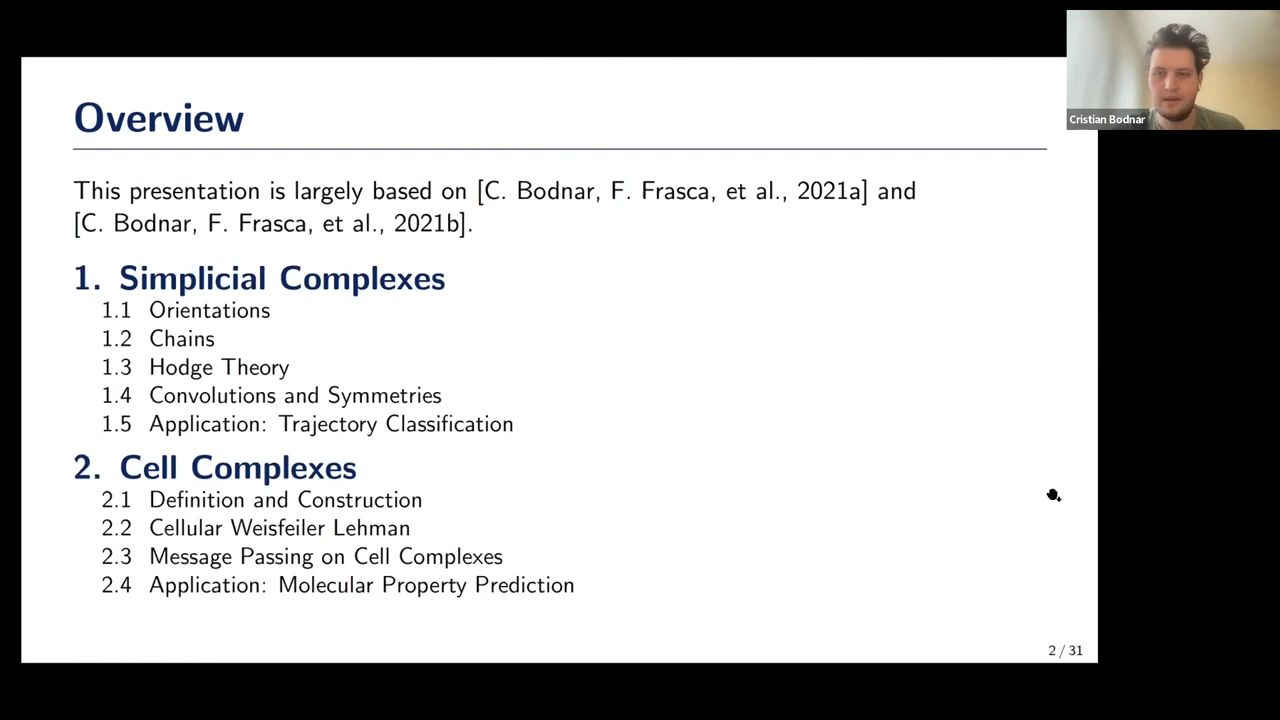 Overview
This presentation is largely based on [C. Bodnar, F. Frasca, et al., 2021a] and
[C. Bodnar, F. Frasca, et al., 2021b].
1. Simplicial Complexes
1.1 Orientations
1.2 Chains
1.3 Hodge Theory
1.4 Convolutions and Symmetries
1.5 Application: Trajectory Classification
2. Cell Complexes
2.1 Definition and Construction
2.2 Cellular Weisfeiler Lehman
2.3 Message Passing on Cell Complexes
2.4 Application: Molecular Property Prediction
2 / 31
Cristian Bodnar